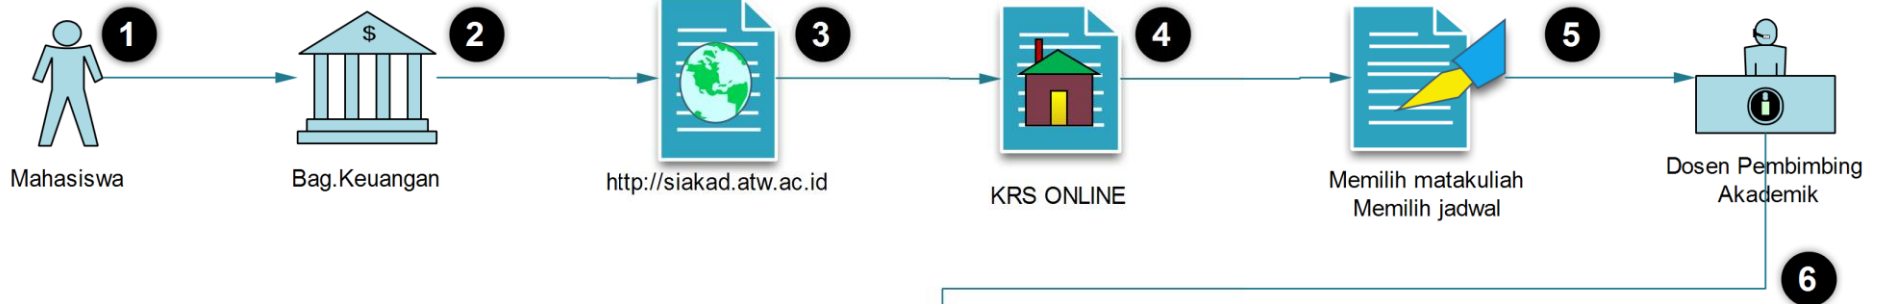 1
2
3
4
5
$
Mahasiswa
Bag.Keuangan
http://siakad.atw.ac.id
KRS ONLINE
Memilih matakuliah
Memilih jadwal
i
Dosen Pembimbing
Akademik
6